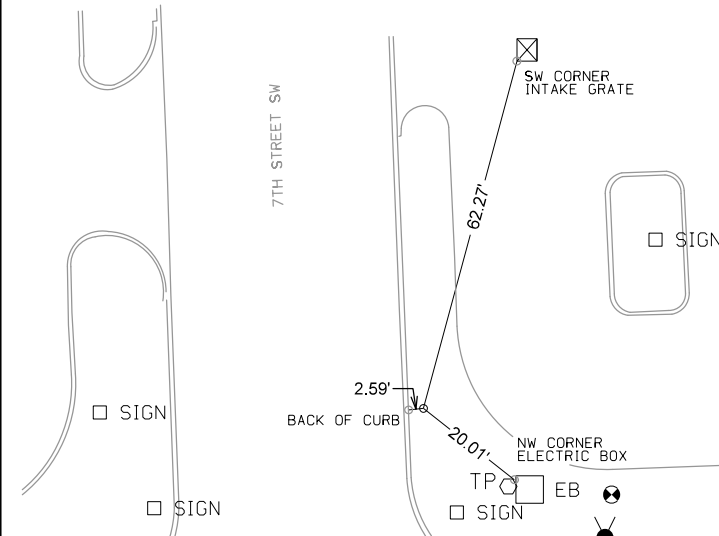 SW CORNER
INTAKE GRATE
7TH STREET SW
62.27'
SIGN
2.59'
BACK OF CURB
SIGN
20.01'
NW CORNER
ELECTRIC BOX
TP
EB
SIGN
SIGN